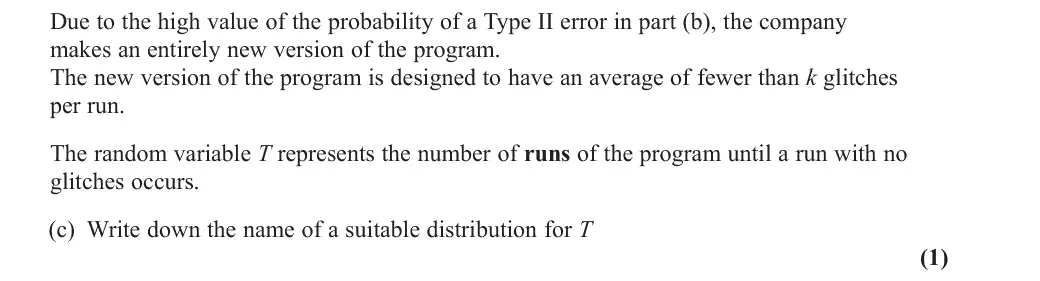 Due to the high value of the probability of a Type II error in part (b), the company
makes an entirely new version of the program.
The new version of the program is designed to have an average of fewer than k glitches
per run.
The random variable T represents the number of runs of the program until a run with no
glitches occurs.
(c) Write down the name of a suitable distribution for T
(1)